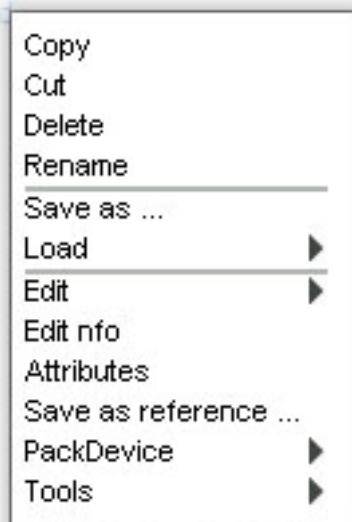 Copy
Cut
Delete
Rename
Save as ...
Load
Edit
Edit nfo
Attributes
Save as reference ...
PackDevice
Tools